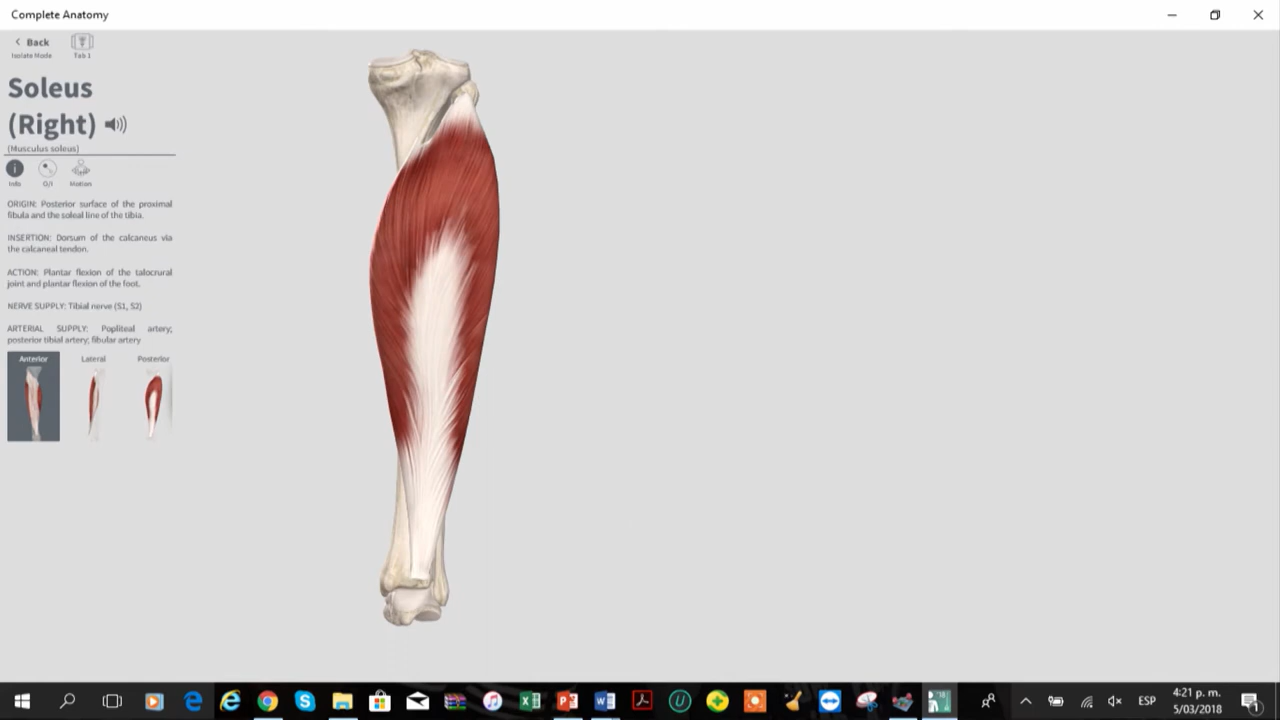 Complete Anatomy
Back
Isolate Mode
Tab 1
Soleus
(Right)
(Musculus soleus)
i
Info
O/I
Motion
ORIGIN: Posterior surface of the proximal
fibula and the soleal line of the tibia.
INSERTION: Dorsum of the calcaneus via
the calcaneal tendon.
ACTION: Plantar flexion of the talocrural
joint and plantar flexion of the foot.
NERVE SUPPLY: Tibial nerve (S1, S2)
ARTERIAL SUPPLY: Popliteal artery,
posterior tibial artery; fibular artery
Anterior
Lateral
Posterior
ESP
4:21 p. m.
5/03/2018
1